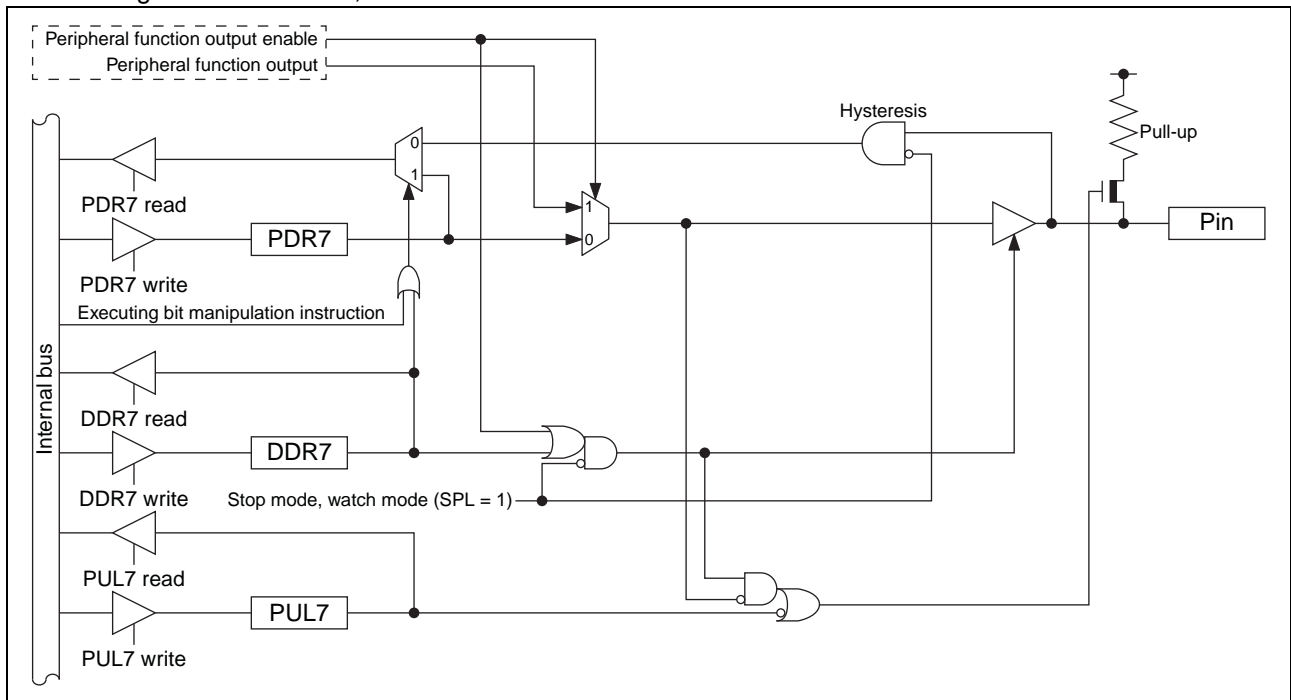 Peripheral function output enable
Peripheral function output
Hysteresis
Pull-up
0
1
PDR7 read
1
PDR7
0
Pin
PDR7 write
Executing bit manipulation instruction
Internal bus
DDR7 read
DDR7
DDR7 write
Stop mode, watch mode (SPL = 1)
PUL7 read
PUL7
PUL7 write